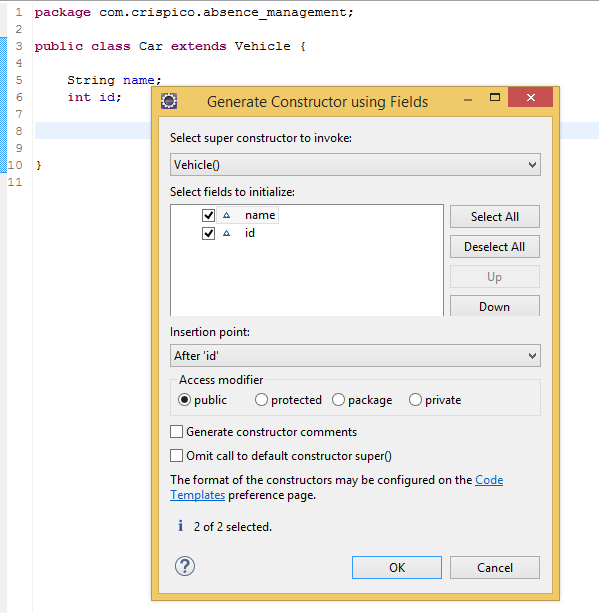 1 package com.crispico.absence_management;
2
3 public class Car extends Vehicle {
4
5 String name;
6 int id;
7
8
9
10 }
11
Generate Constructor using Fields
Select super constructor to invoke:
Vehicle()
Select fields to initialize:
name
id
Select All
Deselect All
Up
Down
Insertion point:
After 'id'
Access modifier
public protected package private
Generate constructor comments
Omit call to default constructor super()
The format of the constructors may be configured on the Code
Templates preference page.
i 2 of 2 selected.
? OK Cancel